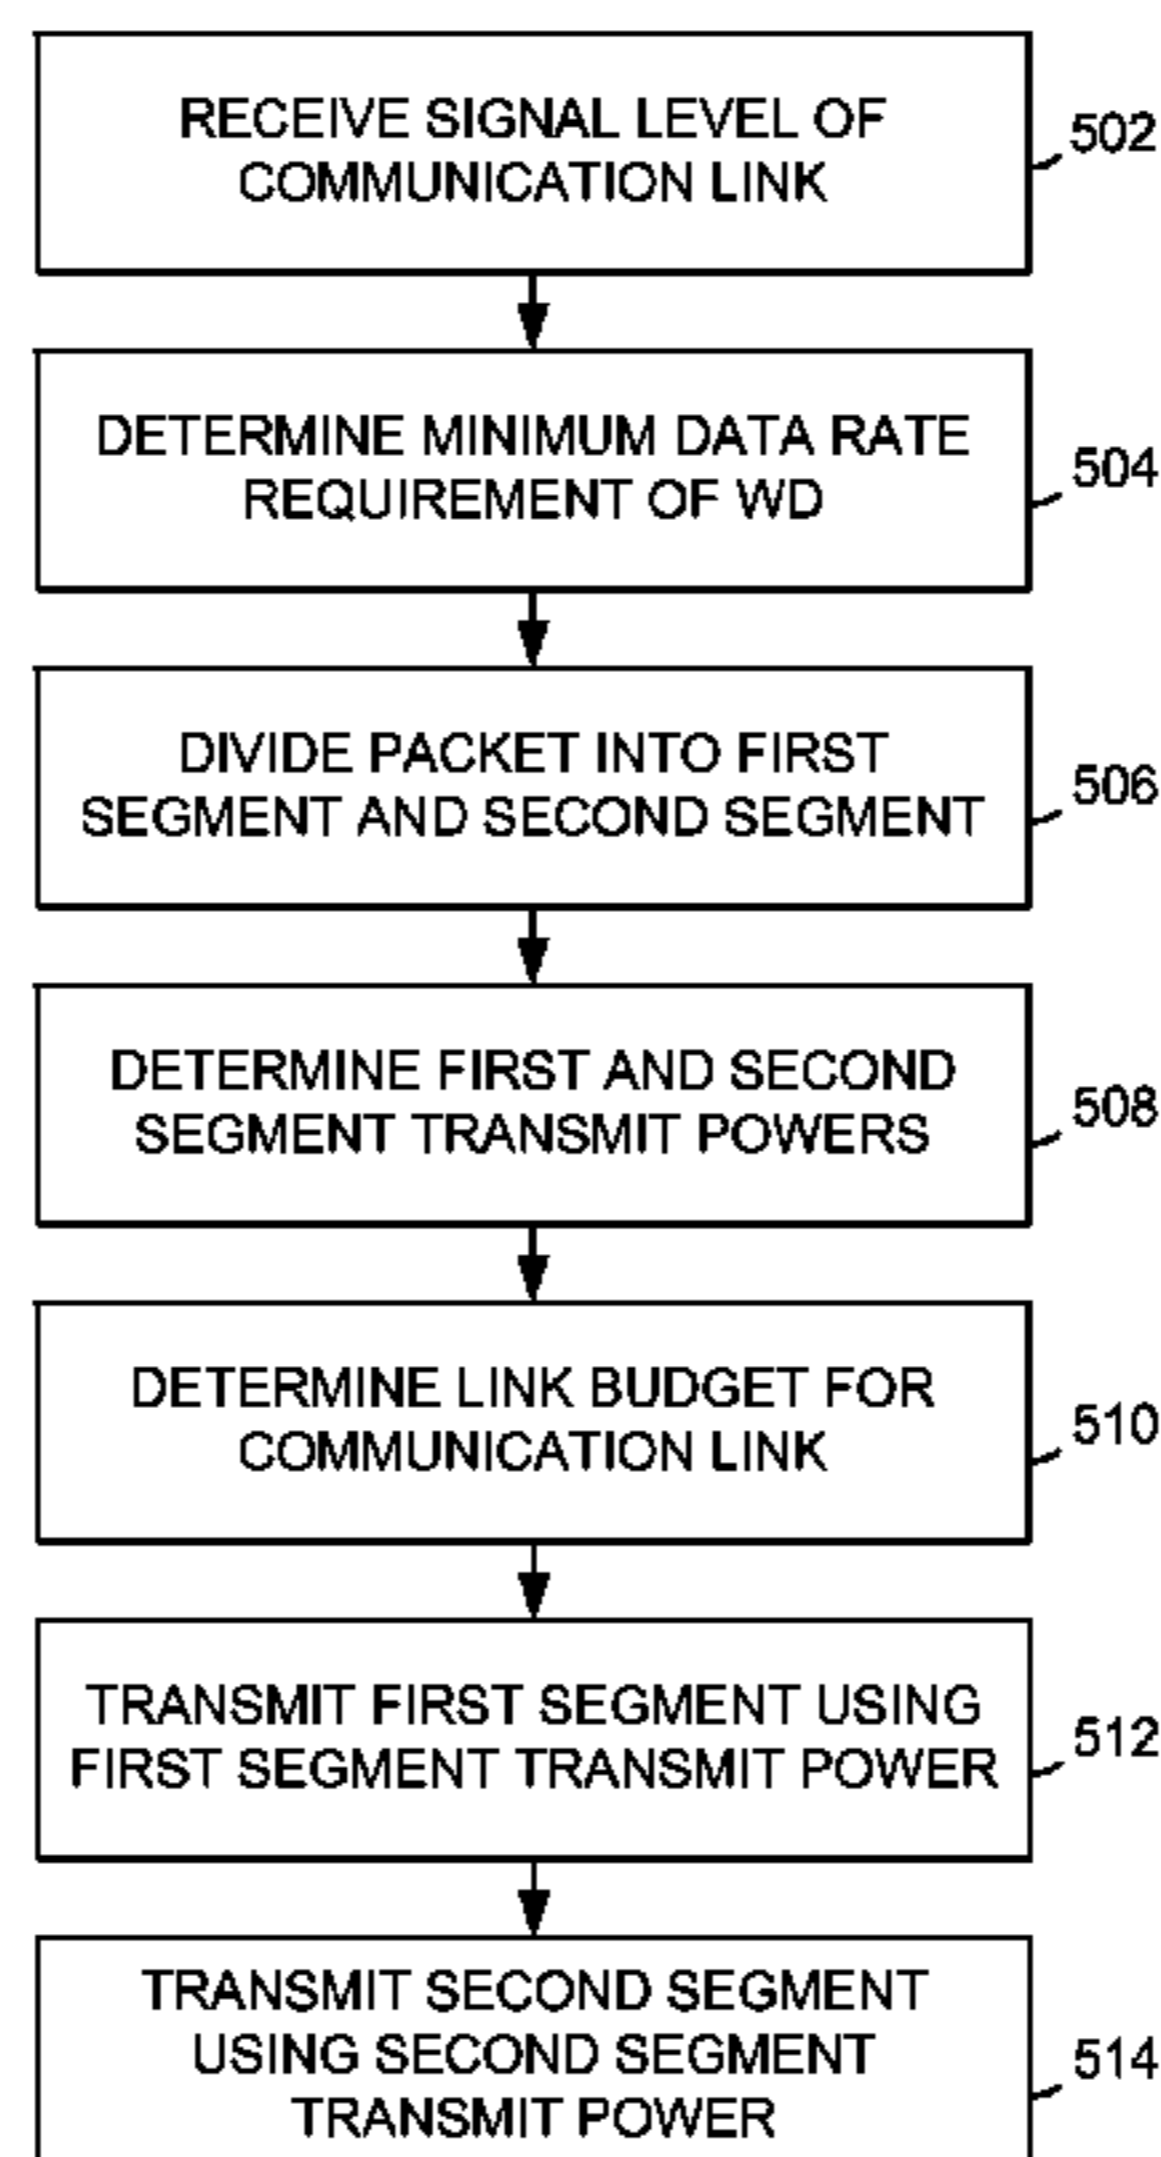 RECEIVE SIGNAL LEVEL OF
COMMUNICATION LINK
502
DETERMINE MINIMUM DATA RATE
REQUIREMENT OF WD
504
DIVIDE PACKET INTO FIRST
SEGMENT AND SECOND SEGMENT
506
DETERMINE FIRST AND SECOND
SEGMENT TRANSMIT POWERS
508
DETERMINE LINK BUDGET FOR
COMMUNICATION LINK
510
TRANSMIT FIRST SEGMENT USING
FIRST SEGMENT TRANSMIT POWER
512
TRANSMIT SECOND SEGMENT
USING SECOND SEGMENT
TRANSMIT POWER
514